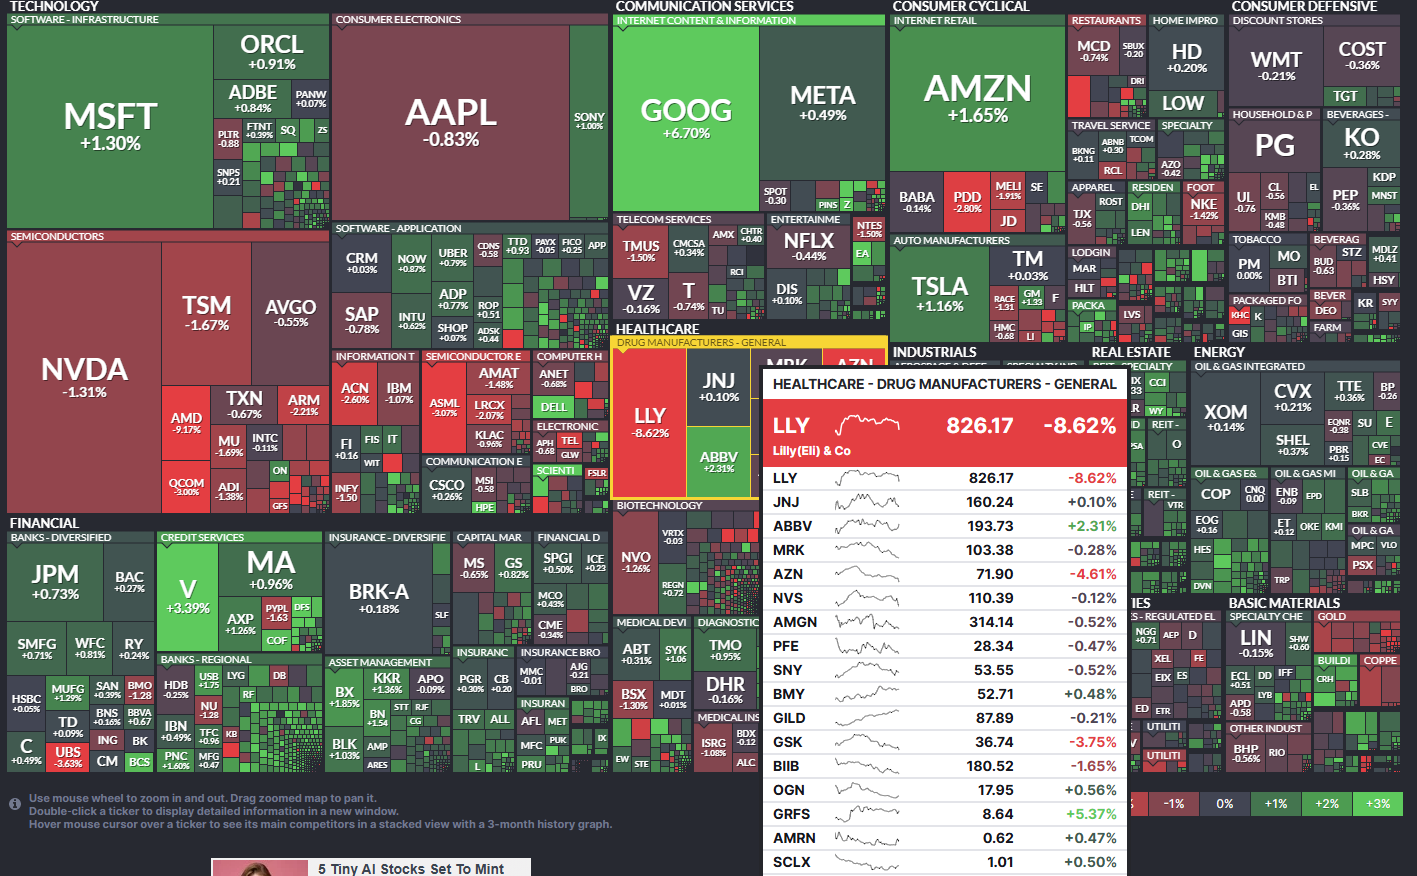 TECHNOLOGY
SOFTWARE - INFRASTRUCTURE
MSFT
+1.30%
ORCL
+0.91%
ADBE
+0.84%
PANW
+0.07%
PLTR
-0.88
FTNT
+0.39%
SQ
ZS
SNPS
+0.21
CONSUMER ELECTRONICS
AAPL
-0.83%
SONY
+1.00%
SEMICONDUCTORS
NVDA
-1.31%
TSM
-1.67%
AVGO
-0.55%
AMD
-9.17%
TXN
-0.67%
ARM
-2.21%
QCOM
-3.00%
MU
-1.69%
INTC
-0.11%
ADI
-1.38%
ON
GFS
SOFTWARE - APPLICATION
CRM
+0.03%
NOW
+0.87%
UBER
+0.79%
CDNS
-0.58
TTD
+0.93
PAYX
-0.05
FICO
+0.25
APP
SAP
-0.78%
INTU
+0.62%
ADP
+0.77%
ROP
+0.51
SHOP
+0.07%
ADSK
+0.44
INFORMATION T
ACN
-2.60%
IBM
-1.07%
FI
+0.16
FIS
IT
WIT
INFY
-1.50
SEMICONDUCTOR E
ASML
-3.07%
AMAT
-1.48%
LRCX
-2.07%
KLAC
-0.96%
COMPUTER H
ANET
-0.68%
DELL
ELECTRONIC
APH
-0.68
TEL
GLW
COMMUNICATION E
CSCO
+0.26%
MSI
-0.58
HPE
SCIENTI
FSLR
COMMUNICATION SERVICES
INTERNET CONTENT & INFORMATION
GOOG
+6.70%
META
+0.49%
SPOT
-0.30
PINS
Z
TELECOM SERVICES
TMUS
-1.50%
CMCSA
+0.34%
AMX
CHTR
+0.40
RCI
VZ
-0.16%
T
-0.74%
TU
ENTERTAINME
NFLX
-0.44%
DIS
+0.10%
NTES
-1.50%
EA
CONSUMER CYCLICAL
INTERNET RETAIL
AMZN
+1.65%
BABA
-0.14%
PDD
-2.80%
MELI
-1.91%
SE
JD
AUTO MANUFACTURERS
TSLA
+1.16%
TM
+0.03%
RACE
-1.31
GM
+1.33
F
HMC
-0.68
LI
RESTAURANTS
MCD
-0.74%
SBUX
-0.20
DRI
HOME IMPRO
HD
+0.20%
LOW
TRAVEL SERVICE
BKNG
+0.11
ABNB
+0.30
TCOM
RCL
SPECIALTY
AZO
-0.42
APPAREL
TJX
-0.56
ROST
RESIDEN
DHI
LEN
FOOT
NKE
-1.42%
LODGIN
MAR
HLT
PACKA
IP
LVS
CONSUMER DEFENSIVE
DISCOUNT STORES
WMT
-0.21%
COST
-0.36%
TGT
HOUSEHOLD & P
PG
UL
-0.76
CL
-0.56
EL
KMB
-0.48
BEVERAGES -
KO
+0.28%
PEP
-0.36%
KDP
MNST
TOBACCO
PM
0.00%
MO
BTI
BEVERAG
BUD
-0.63
STZ
MDLZ
+0.41
HSY
PACKAGED FO
KHC
K
GIS
BEVER
DEO
FARM
KR
SYY
HEALTHCARE
DRUG MANUFACTURERS - GENERAL
LLY
-8.62%
JNJ
+0.10%
ABBV
+2.31%
MRK
AZN
BIOTECHNOLOGY
NVO
-1.26%
VRTX
-0.03
REGN
+0.72
MEDICAL DEVI
ABT
+0.31%
SYK
+1.06
BSX
-1.30%
MDT
+0.01%
EW
STE
DIAGNOSTIC
TMO
+0.95%
DHR
-0.16%
MEDICAL INS
ISRG
-1.08%
BDX
-0.12
ALC
HEALTHCARE - DRUG MANUFACTURERS - GENERAL
LLY 826.17 -8.62%
Lilly(Eli) & Co
LLY 826.17 -8.62%
JNJ 160.24 +0.10%
ABBV 193.73 +2.31%
MRK 103.38 -0.28%
AZN 71.90 -4.61%
NVS 110.39 -0.12%
AMGN 314.14 -0.52%
PFE 28.34 -0.47%
SNY 53.55 -0.52%
BMY 52.71 +0.48%
GILD 87.89 -0.21%
GSK 36.74 -3.75%
BIIB 180.52 -1.65%
OGN 17.95 +0.56%
GRFS 8.64 +5.37%
AMRN 0.62 +0.47%
SCLX 1.01 +0.50%
INDUSTRIALS
REAL ESTATE
SPECIALTY
CCI
WY
REIT -
O
REIT -
VTR
ENERGY
OIL & GAS INTEGRATED
XOM
+0.14%
CVX
+0.21%
TTE
+0.36%
BP
-0.26
SHEL
+0.37%
EQNR
-0.38
SU
E
PBR
+0.15
CVE
EC
OIL & GAS E&
COP
CNQ
0.00
EOG
+0.16
HES
DVN
OIL & GAS MI
ENB
-0.09
EPD
ET
+0.12
OKE
KMI
TRP
OIL & GA
SLB
BKR
OIL & GA
MPC
VLO
PSX
FINANCIAL
BANKS - DIVERSIFIED
JPM
+0.73%
BAC
+0.27%
SMFG
+0.71%
WFC
+0.81%
RY
+0.24%
HSBC
+0.05%
MUFG
+1.29%
SAN
+0.39%
BMO
-1.28
TD
+0.09%
BNS
+0.16%
BBVA
+0.67
C
+0.49%
UBS
-3.63%
ING
BK
CM
BCS
CREDIT SERVICES
V
+3.39%
MA
+0.96%
AXP
+1.26%
PYPL
-1.63
DFS
COF
BANKS - REGIONAL
HDB
-0.25%
USB
+1.75
LYG
DB
RF
IBN
+0.49%
NU
-1.28
TFC
+0.96
KB
PNC
+1.60%
MFG
+0.47
INSURANCE - DIVERSIFIE
BRK-A
+0.18%
SLF
ASSET MANAGEMENT
BX
+1.85%
KKR
+1.36%
APO
-0.09%
BN
+1.54
STT
RJF
CG
BLK
+1.03%
AMP
ARES
CAPITAL MAR
MS
-0.65%
GS
+0.82%
FINANCIAL D
SPGI
+0.50%
ICE
+0.23
MCO
+0.43%
CME
-0.34%
INSURANC
PGR
+0.30%
CB
+0.20
TRV
ALL
L
INSURANCE BRO
MMC
-0.01
AJG
-0.21
BRO
INSURAN
AFL
MET
MFC
PUK
PRU
IX
TIES
S - REGULATED EL
NGG
+0.71
AEP
D
XEL
FE
EIX
ES
ED
ETR
UTILITI
UTILITI
BASIC MATERIALS
SPECIALTY CHE
LIN
-0.15%
SHW
+0.60
ECL
+0.51
DD
IFF
LYB
APD
-0.58
GOLD
BUILDI
CRH
COPPE
OTHER INDUST
BHP
-0.56%
RIO
-1%
0%
+1%
+2%
+3%
Use mouse wheel to zoom in and out. Drag zoomed map to pan it.
Double-click a ticker to display detailed information in a new window.
Hover mouse cursor over a ticker to see its main competitors in a stacked view with a 3-month history graph.
5 Tiny AI Stocks Set To Mint